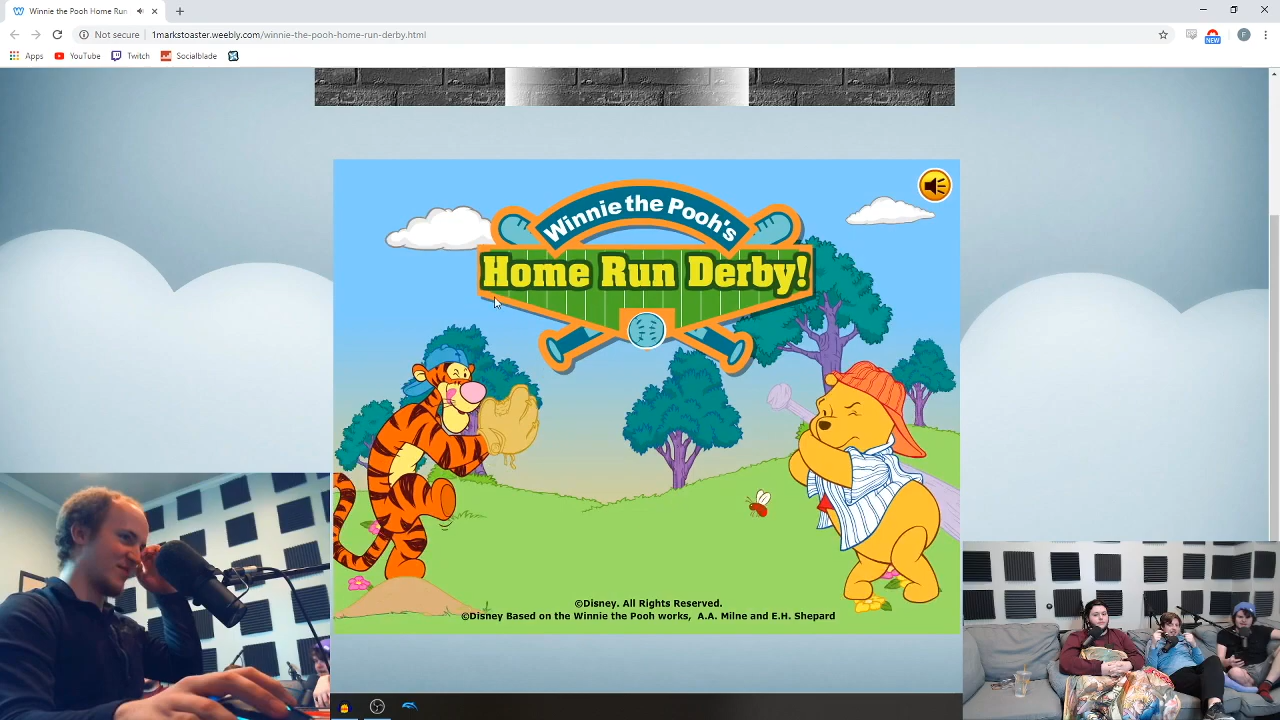 Winnie the Pooh Home Run
Not secure
1markstoaster.weebly.com/winnie-the-pooh-home-run-derby.html
NEW
F
Apps
YouTube
Twitch
Socialblade
Winnie the Pooh's
Home Run Derby!
©Disney. All Rights Reserved.
©Disney Based on the Winnie the Pooh works, A.A. Milne and E.H. Shepard